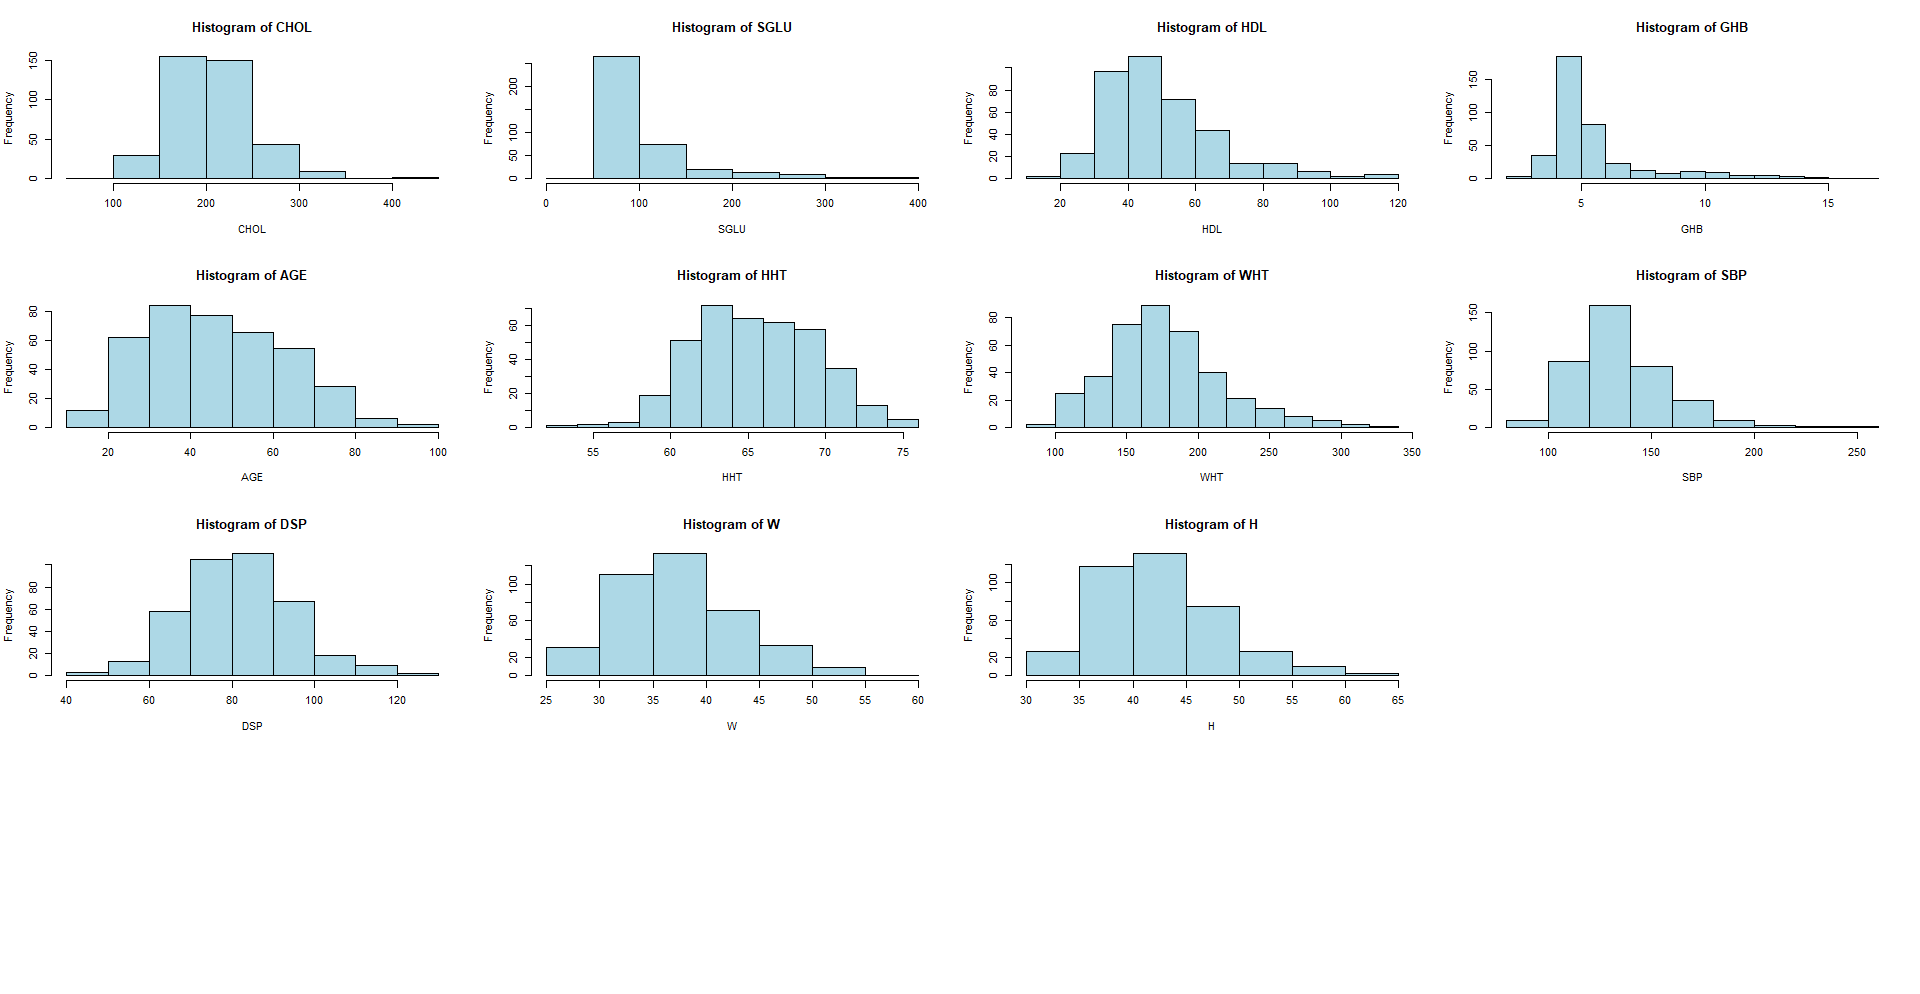 Histogram of CHOL
Frequency
0 50 100 150
100 200 300 400
CHOL
Histogram of SGLU
Frequency
0 50 100 200
0 100 200 300 400
SGLU
Histogram of HDL
Frequency
0 20 40 60 80
20 40 60 80 100 120
HDL
Histogram of GHB
Frequency
0 50 100 150
5 10 15
GHB
Histogram of AGE
Frequency
0 20 40 60 80
20 40 60 80 100
AGE
Histogram of HHT
Frequency
0 20 40 60
55 60 65 70 75
HHT
Histogram of WHT
Frequency
0 20 40 60 80
100 150 200 250 300 350
WHT
Histogram of SBP
Frequency
0 50 100 150
100 150 200 250
SBP
Histogram of DSP
Frequency
0 20 40 60 80
40 60 80 100 120
DSP
Histogram of W
Frequency
0 20 60 100
25 30 35 40 45 50 55 60
W
Histogram of H
Frequency
0 20 60 100
30 35 40 45 50 55 60 65
H